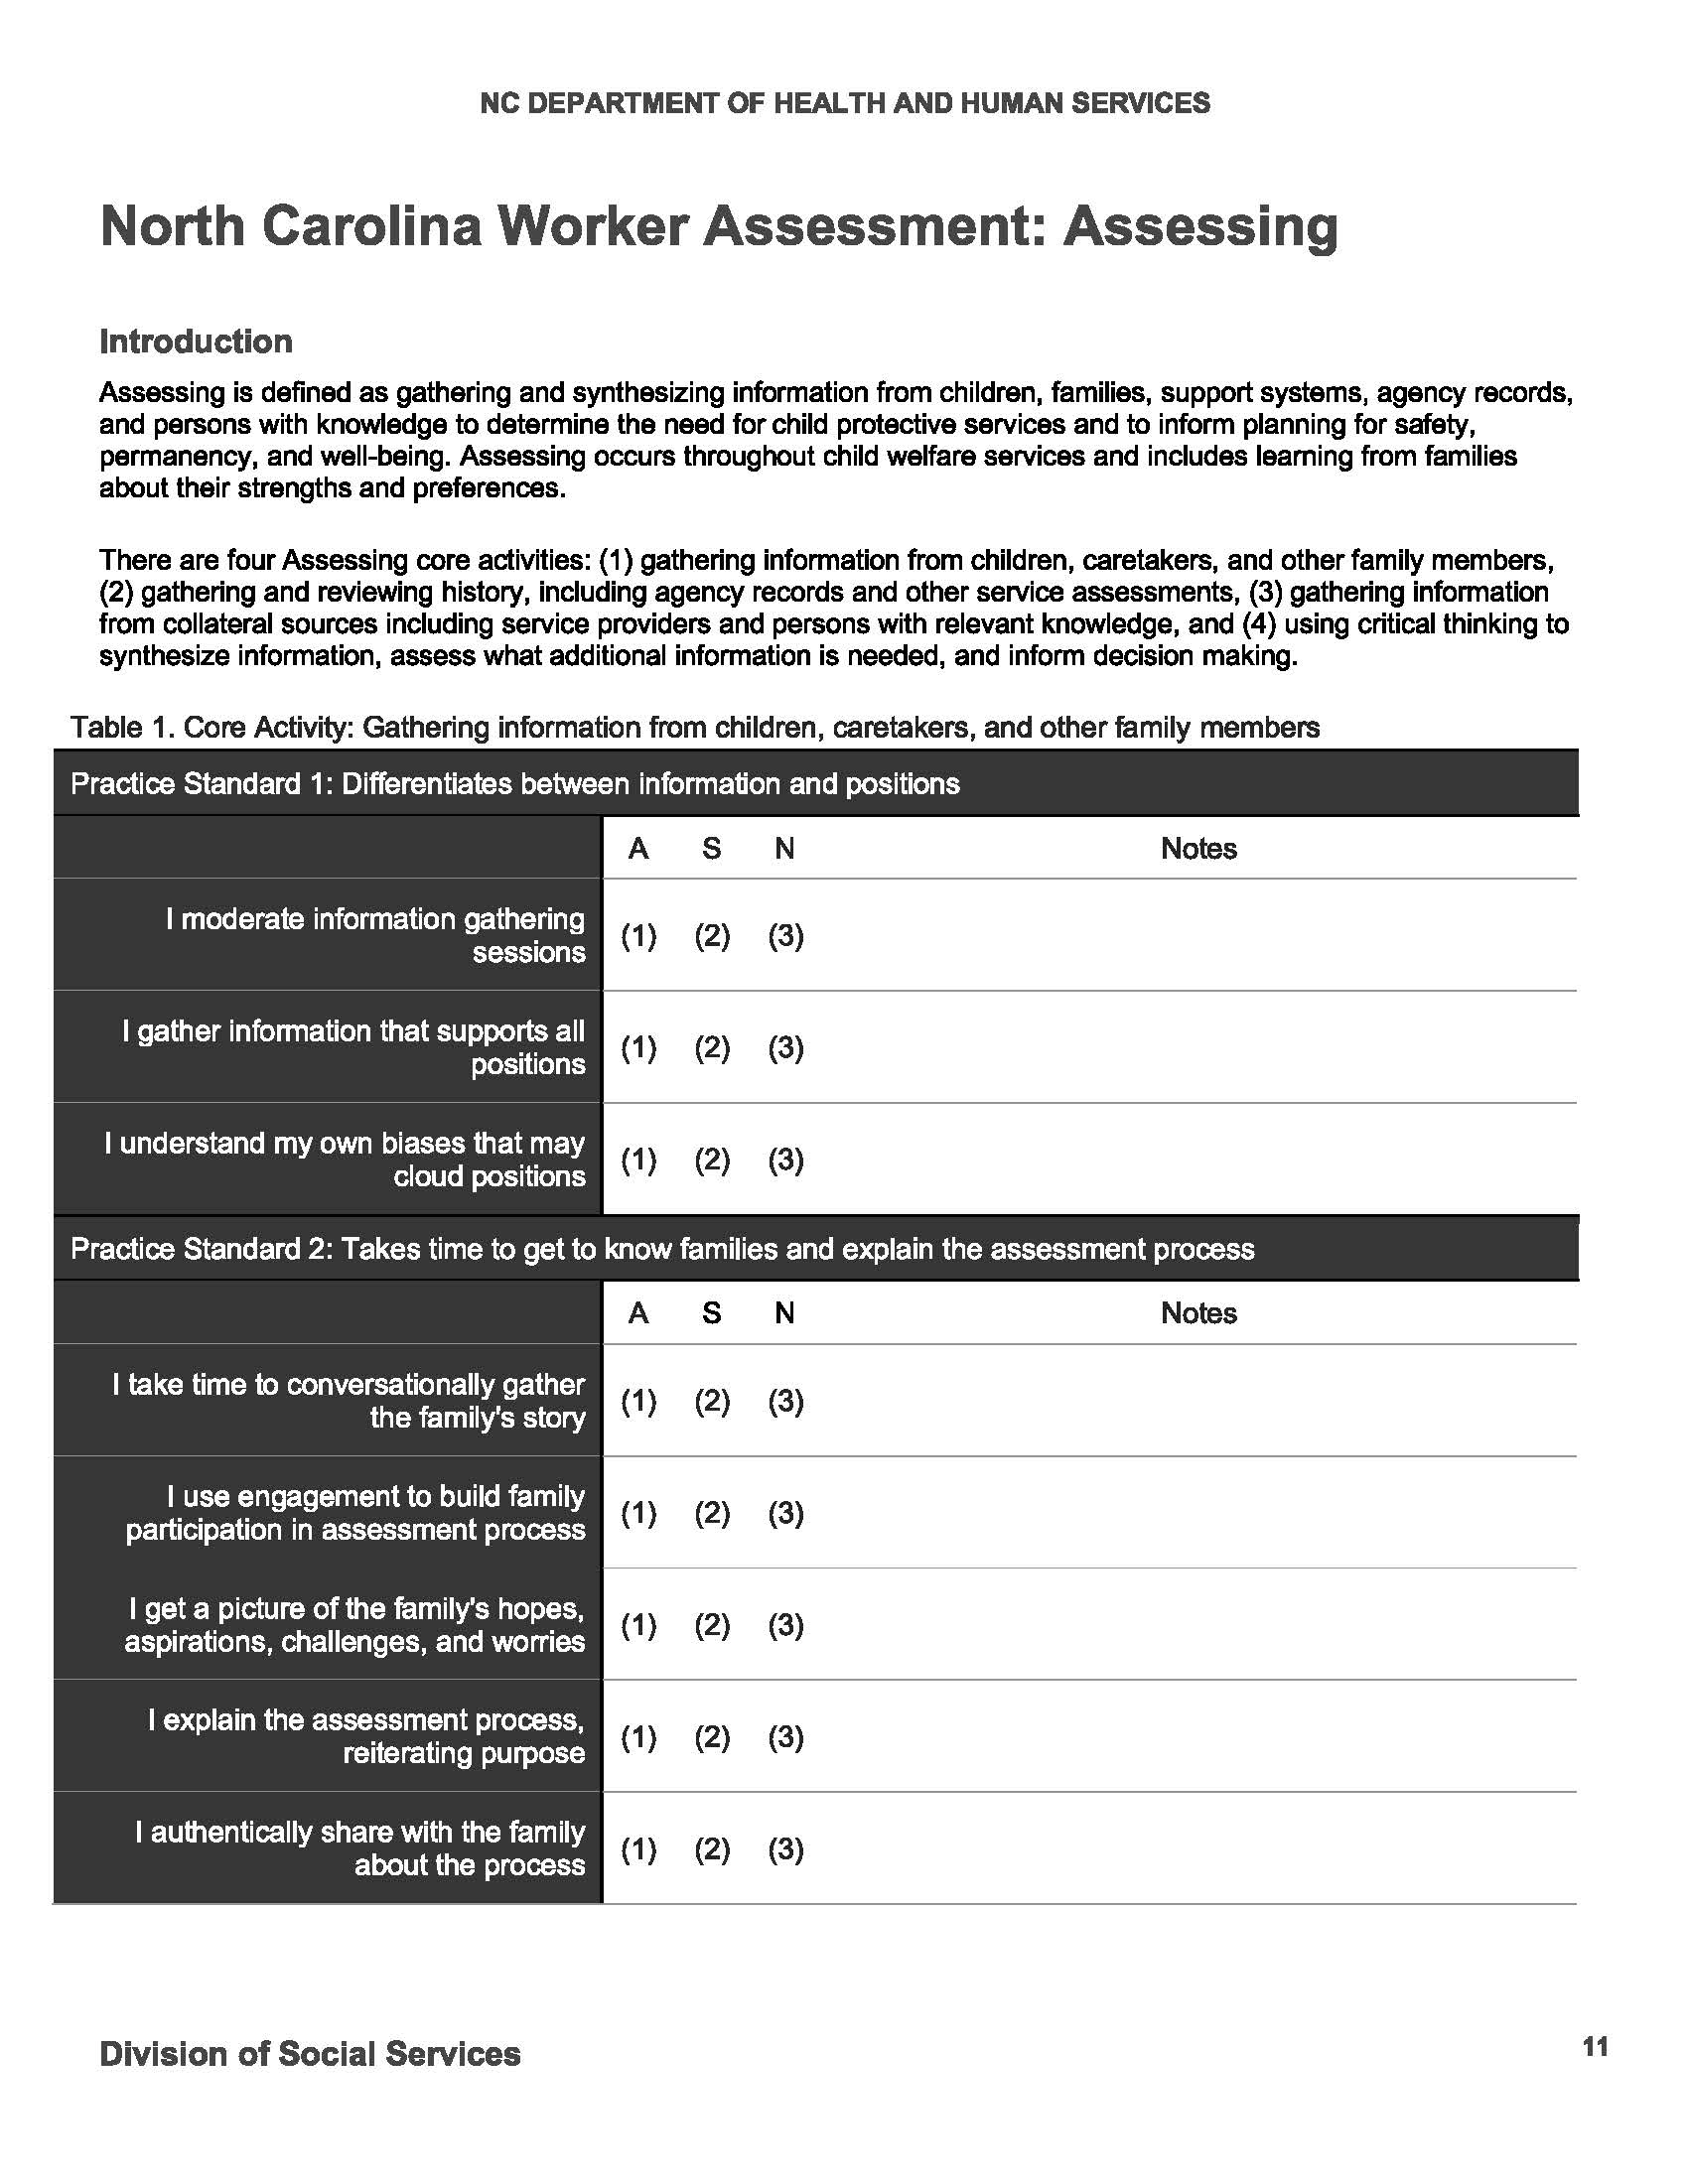 NC DEPARTMENT OF HEALTH AND HUMAN SERVICES
North Carolina Worker Assessment: Assessing
Introduction
Assessing is defined as gathering and synthesizing information from children, families, support systems, agency records,
and persons with knowledge to determine the need for child protective services and to inform planning for safety,
permanency, and well-being. Assessing occurs throughout child welfare services and includes learning from families
about their strengths and preferences.
There are four Assessing core activities: (1) gathering information from children, caretakers, and other family members,
(2) gathering and reviewing history, including agency records and other service assessments, (3) gathering information
from collateral sources including service providers and persons with relevant knowledge, and (4) using critical thinking to
synthesize information, assess what additional information is needed, and inform decision making.
Table 1. Core Activity: Gathering information from children, caretakers, and other family members
Practice Standard 1: Differentiates between information and positions
A S N Notes
I moderate information gathering
sessions
(1) (2) (3)
I gather information that supports all
positions
(1) (2) (3)
I understand my own biases that may
cloud positions
(1) (2) (3)
Practice Standard 2: Takes time to get to know families and explain the assessment process
A S N Notes
I take time to conversationally gather
the family's story
(1) (2) (3)
I use engagement to build family
participation in assessment process
(1) (2) (3)
I get a picture of the family's hopes,
aspirations, challenges, and worries
(1) (2) (3)
I explain the assessment process,
reiterating purpose
(1) (2) (3)
I authentically share with the family
about the process
(1) (2) (3)
Division of Social Services
11